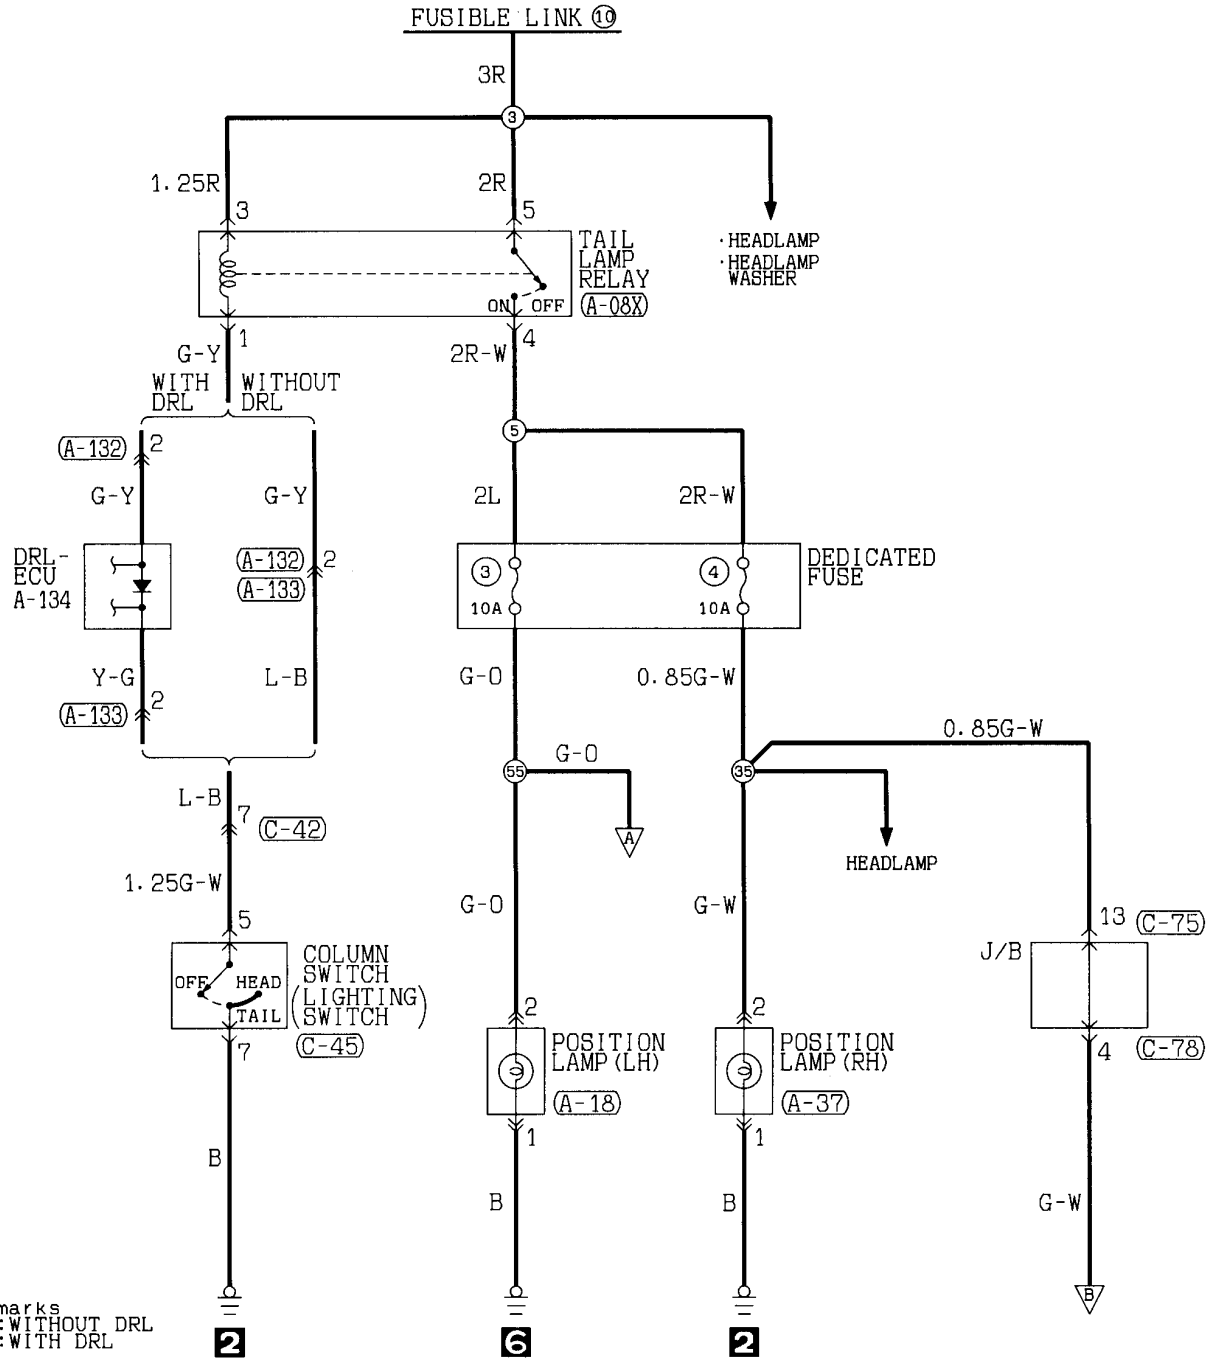 FUSIBLE LINK ⑩
3R
3
1.25R
2R
3
5
TAIL
LAMP
RELAY
(A-08X)
ON
OFF
·HEADLAMP
·HEADLAMP
WASHER
1
4
G-Y
2R-W
WITH
DRL
WITHOUT
DRL
(A-132)
2
5
G-Y
G-Y
2L
2R-W
DRL-
ECU
A-134
(A-132)
(A-133)
2
3
10A
4
10A
DEDICATED
FUSE
Y-G
L-B
G-O
0.85G-W
(A-133)
2
0.85G-W
55
G-O
35
A
HEADLAMP
L-B
7
(C-42)
1.25G-W
G-O
G-W
5
13
(C-75)
COLUMN
SWITCH
(LIGHTING
SWITCH)
OFF
HEAD
TAIL
(C-45)
7
J/B
4
(C-78)
2
POSITION
LAMP(LH)
(A-18)
1
2
POSITION
LAMP(RH)
(A-37)
1
B
B
B
G-W
B
marks
:WITHOUT DRL
:WITH DRL
2
6
2